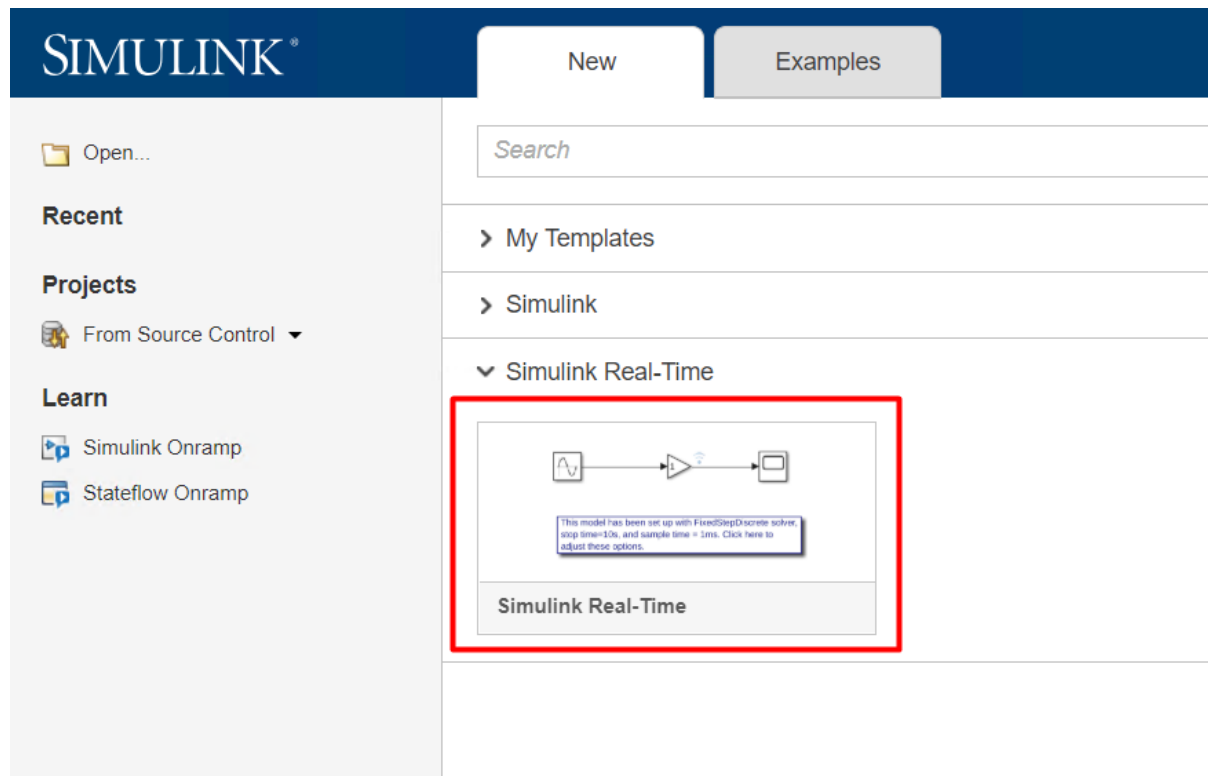 SIMULINK®
New
Examples
Open...
Search
Recent
My Templates
Projects
Simulink
From Source Control
Simulink Real-Time
Learn
Simulink Onramp
Stateflow Onramp
1
This model has been set up with FixedStepDiscrete solver,
stop time=10s, and sample time = 1ms. Click here to
adjust these options.
Simulink Real-Time